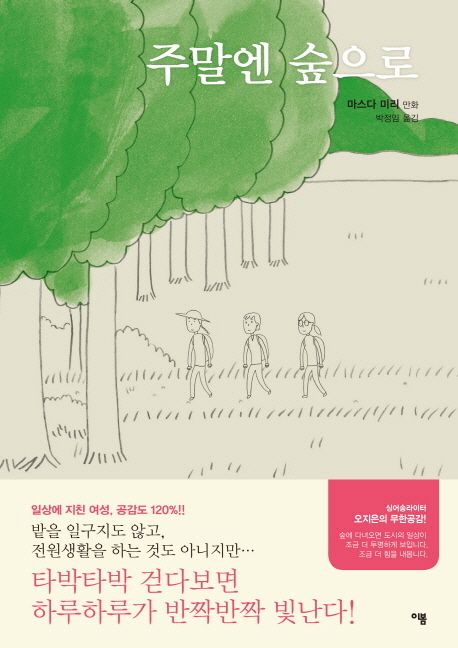 주말엔 숲으로
마스다 미리 만화
박정임 옮김
일상에 지친 여성, 공감도 120%!!
밭을 일구지도 않고,
전원생활을 하는 것도 아니지만…
타박타박 걷다보면
하루하루가 반짝반짝 빛난다!
싱어송라이터
오지은의 무한공감!
숲에 다녀오면 도시의 일상이
조금 더 투명하게 보입니다.
조금 더 힘을 내봅니다.
이봄